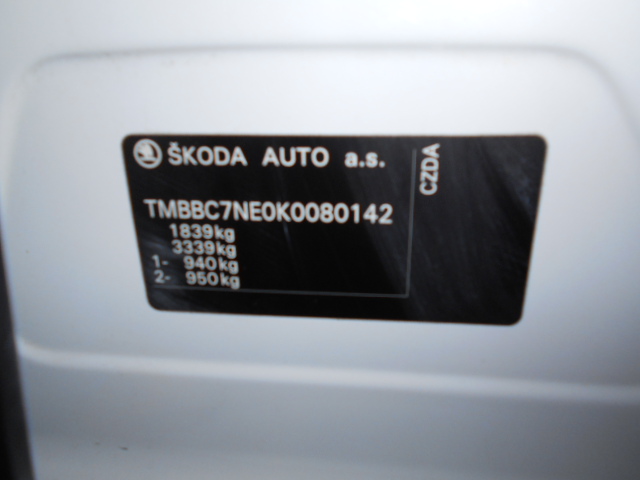 ŠKODA AUTO a.s.
CZDA
TMBBC7NE0K0080142
1839kg
3339kg
1- 940kg
2- 950kg